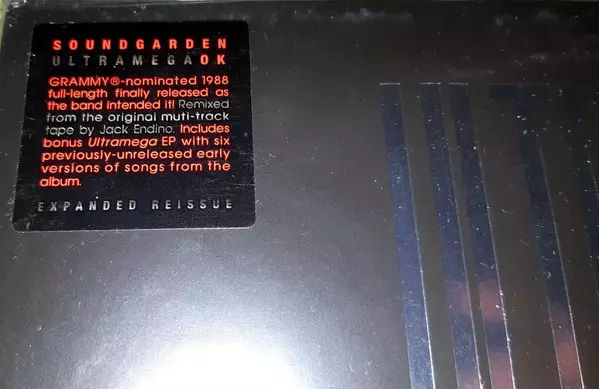 SOUNDGARDEN
ULTRAMEGAOK
GRAMMY®-nominated 1988
full-length finally released as
the band intended it! Remixed
from the original muti-track
tape by Jack Endino. Includes
bonus Ultramega EP with six
previously-unreleased early
versions of songs from the
album.
EXPANDED REISSUE